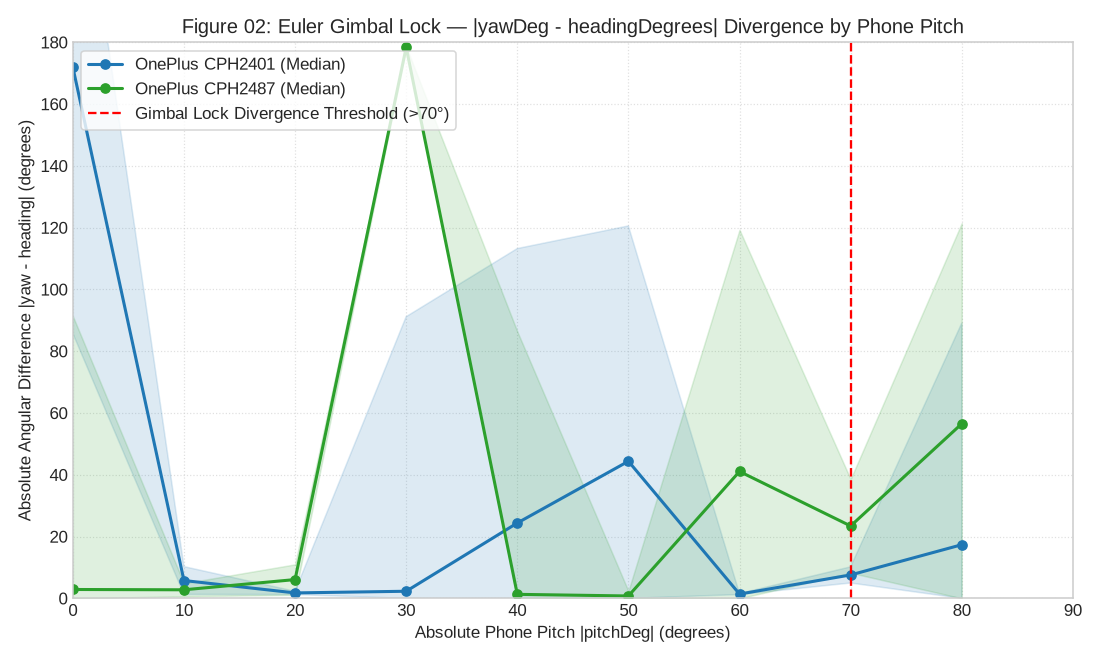 Figure 02: Euler Gimbal Lock — |yawDeg - headingDegrees| Divergence by Phone Pitch
OnePlus CPH2401 (Median)
OnePlus CPH2487 (Median)
Gimbal Lock Divergence Threshold (>70°)
Absolute Angular Difference |yaw - heading| (degrees)
180
160
140
120
100
80
60
40
20
0
0 10 20 30 40 50 60 70 80 90
Absolute Phone Pitch |pitchDeg| (degrees)